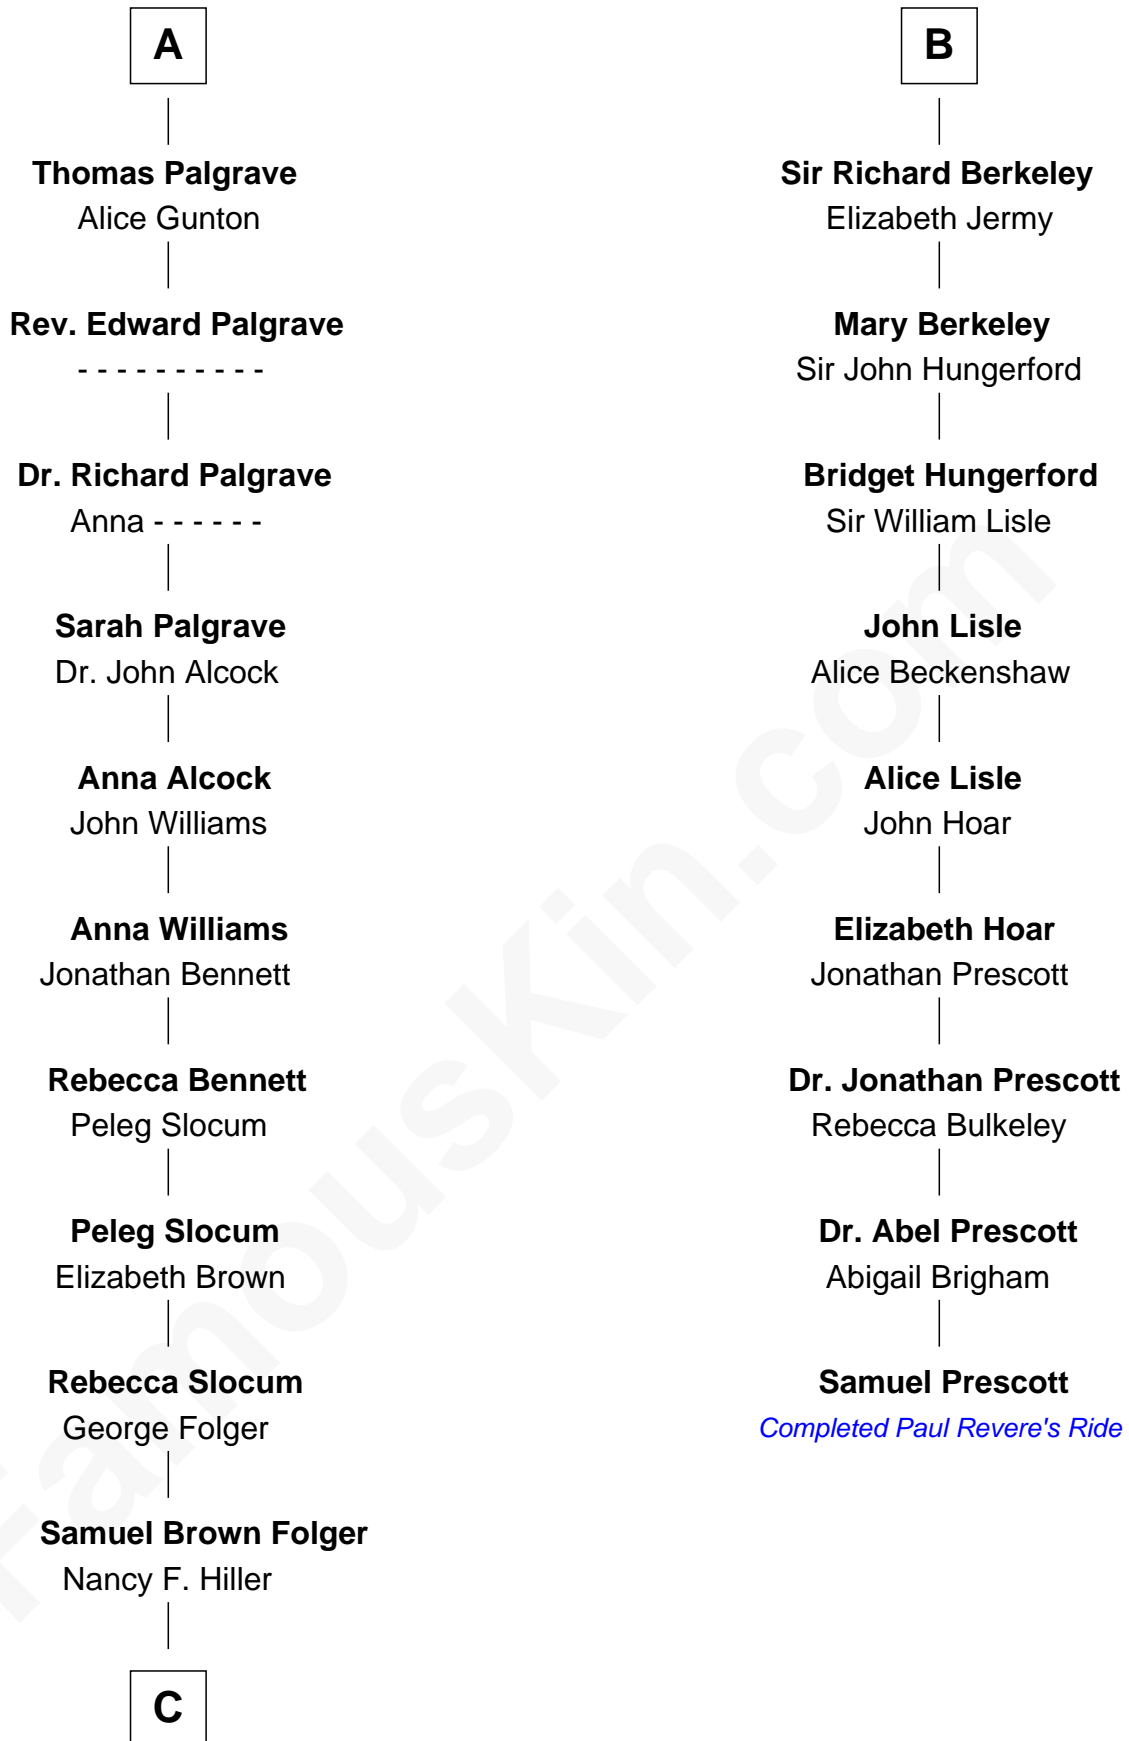 A
Thomas Palgrave
Alice Gunton
Rev. Edward Palgrave
- - - - - - - - - -
Dr. Richard Palgrave
Anna - - - - - -
Sarah Palgrave
Dr. John Alcock
Anna Alcock
John Williams
Anna Williams
Jonathan Bennett
Rebecca Bennett
Peleg Slocum
Peleg Slocum
Elizabeth Brown
Rebecca Slocum
George Folger
Samuel Brown Folger
Nancy F. Hiller
C
B
Sir Richard Berkeley
Elizabeth Jermy
Mary Berkeley
Sir John Hungerford
Bridget Hungerford
Sir William Lisle
John Lisle
Alice Beckenshaw
Alice Lisle
John Hoar
Elizabeth Hoar
Jonathan Prescott
Dr. Jonathan Prescott
Rebecca Bulkeley
Dr. Abel Prescott
Abigail Brigham
Samuel Prescott
Completed Paul Revere's Ride
FamousKin.com